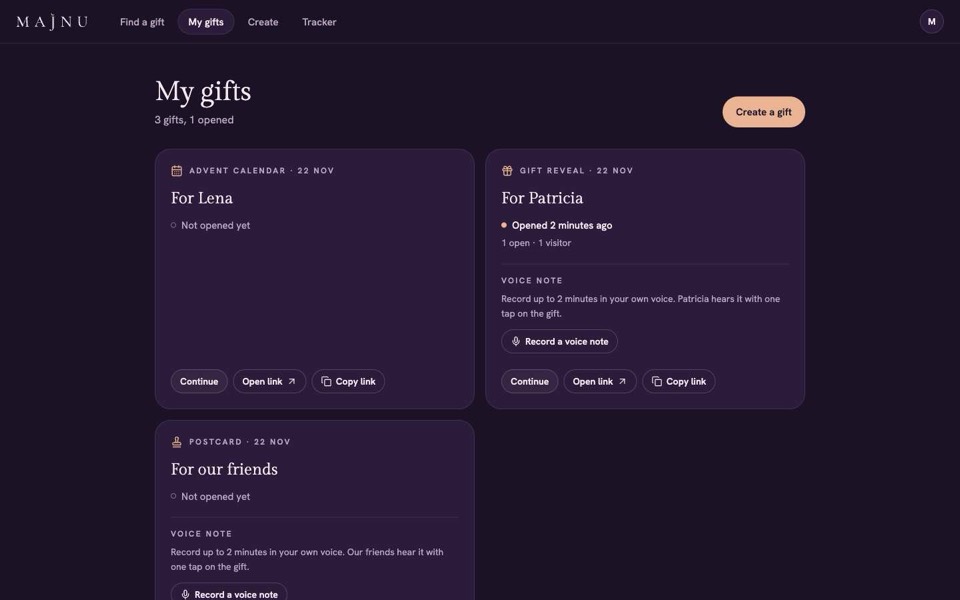 MAJNU
Find a gift
My gifts
Create
Tracker
M
My gifts
3 gifts, 1 opened
Create a gift
ADVENT CALENDAR · 22 NOV
For Lena
Not opened yet
Continue
Open link
Copy link
GIFT REVEAL · 22 NOV
For Patricia
Opened 2 minutes ago
1 open · 1 visitor
VOICE NOTE
Record up to 2 minutes in your own voice. Patricia hears it with one
tap on the gift.
Record a voice note
Continue
Open link
Copy link
POSTCARD · 22 NOV
For our friends
Not opened yet
VOICE NOTE
Record up to 2 minutes in your own voice. Our friends hear it with
one tap on the gift.
Record a voice note